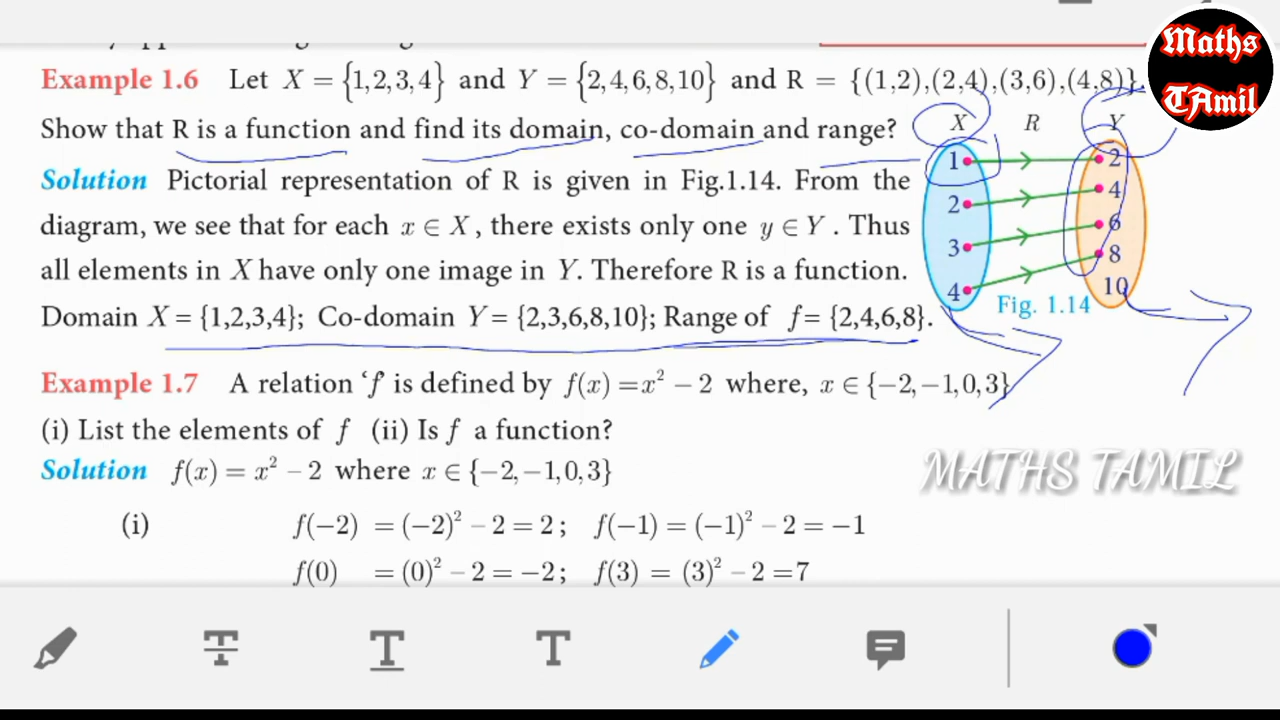 Maths
TAmil
Example 1.6 Let X = {1,2,3,4} and Y = {2,4,6,8,10} and R = {(1,2),(2,4),(3,6),(4,8)}.
Show that R is a function and find its domain, co-domain and range?
X R Y
Solution Pictorial representation of R is given in Fig.1.14. From the
diagram, we see that for each x ∈ X, there exists only one y ∈ Y. Thus
all elements in X have only one image in Y. Therefore R is a function.
Domain X = {1,2,3,4}; Co-domain Y = {2,3,6,8,10}; Range of f = {2,4,6,8}.
1 2
2 4
3 6
4 8
10
Fig. 1.14
Example 1.7 A relation ‘f’ is defined by f(x) = x² − 2 where, x ∈ {−2,−1,0,3}
(i) List the elements of f (ii) Is f a function?
Solution f(x) = x² − 2 where x ∈ {−2,−1,0,3}
MATHS TAMIL
(i) f(−2) = (−2)² − 2 = 2; f(−1) = (−1)² − 2 = −1
f(0) = (0)² − 2 = −2; f(3) = (3)² − 2 = 7
T T T